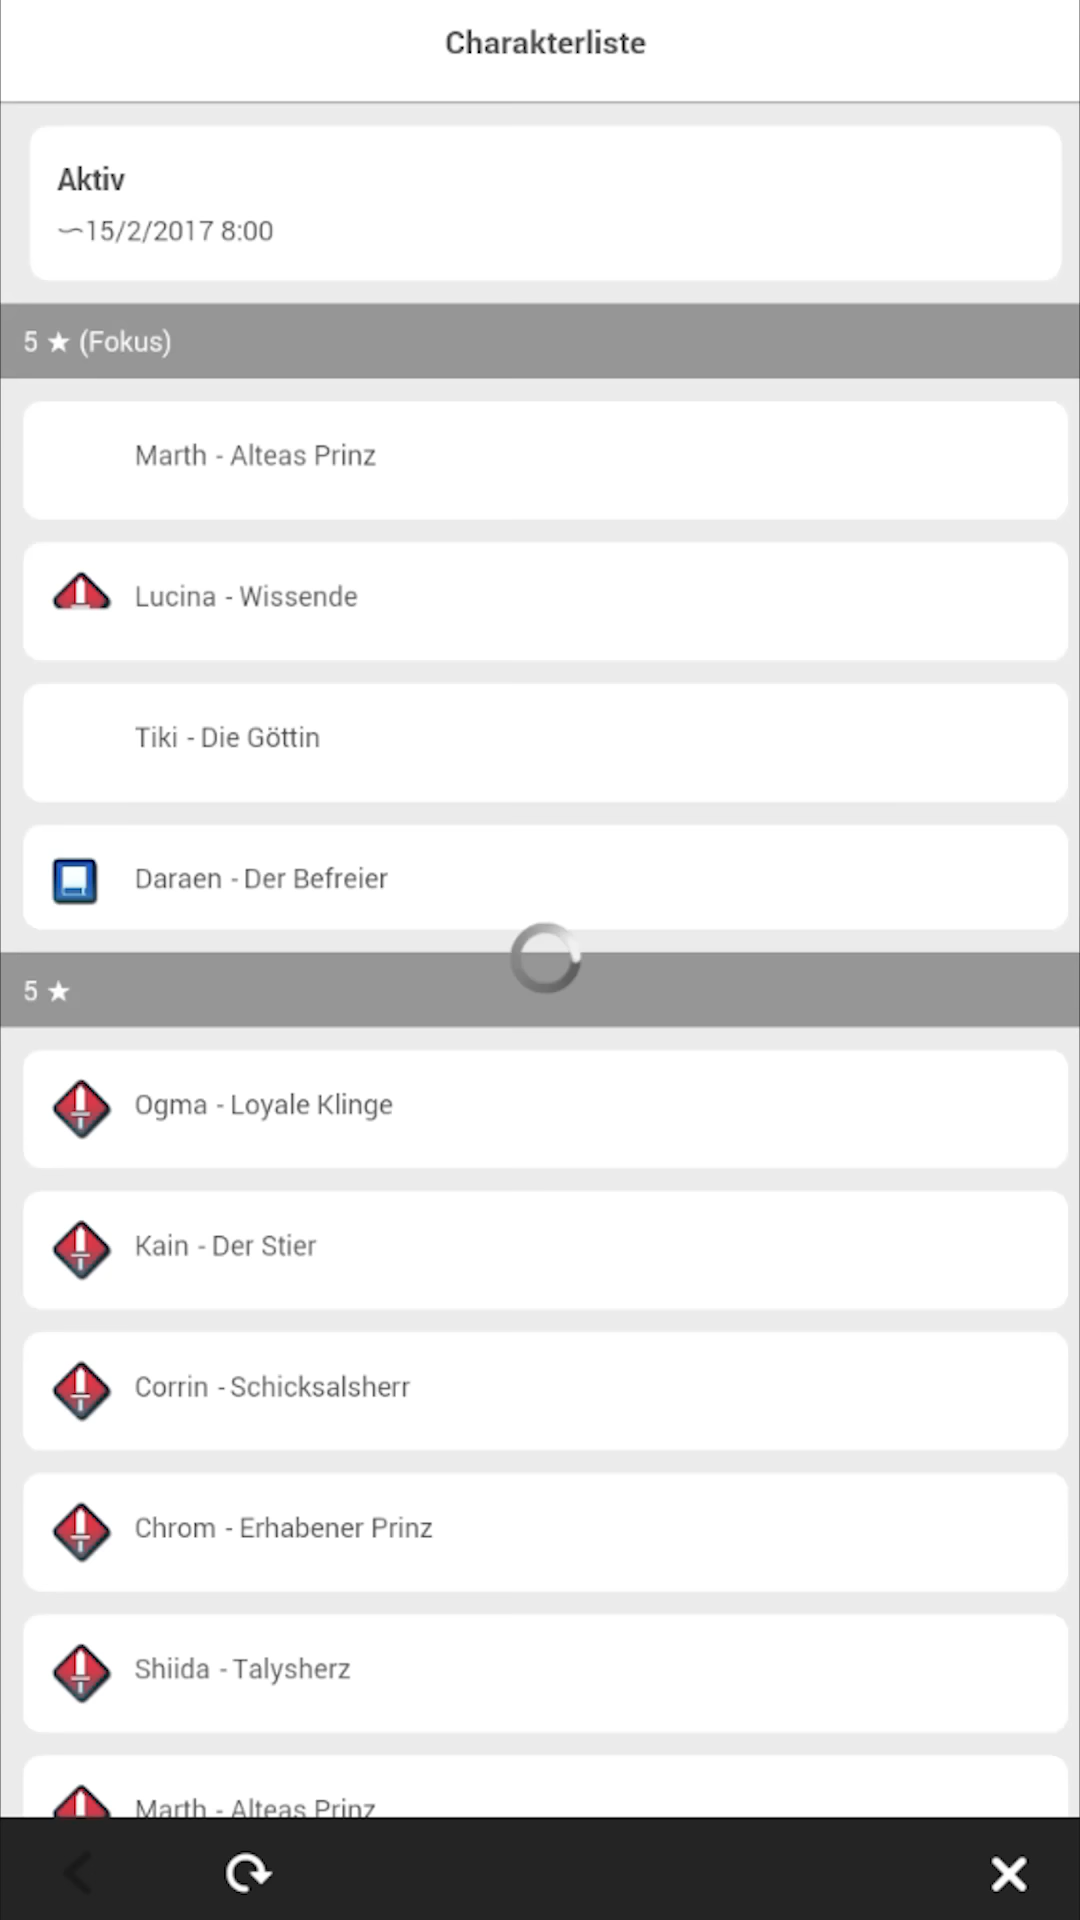 Charakterliste
Aktiv
〜15/2/2017 8:00
5 ★ (Fokus)
Marth - Alteas Prinz
Lucina - Wissende
Tiki - Die Göttin
Daraen - Der Befreier
5 ★
Ogma - Loyale Klinge
Kain - Der Stier
Corrin - Schicksalsherr
Chrom - Erhabener Prinz
Shiida - Talysherz
Marth - Alteas Prinz